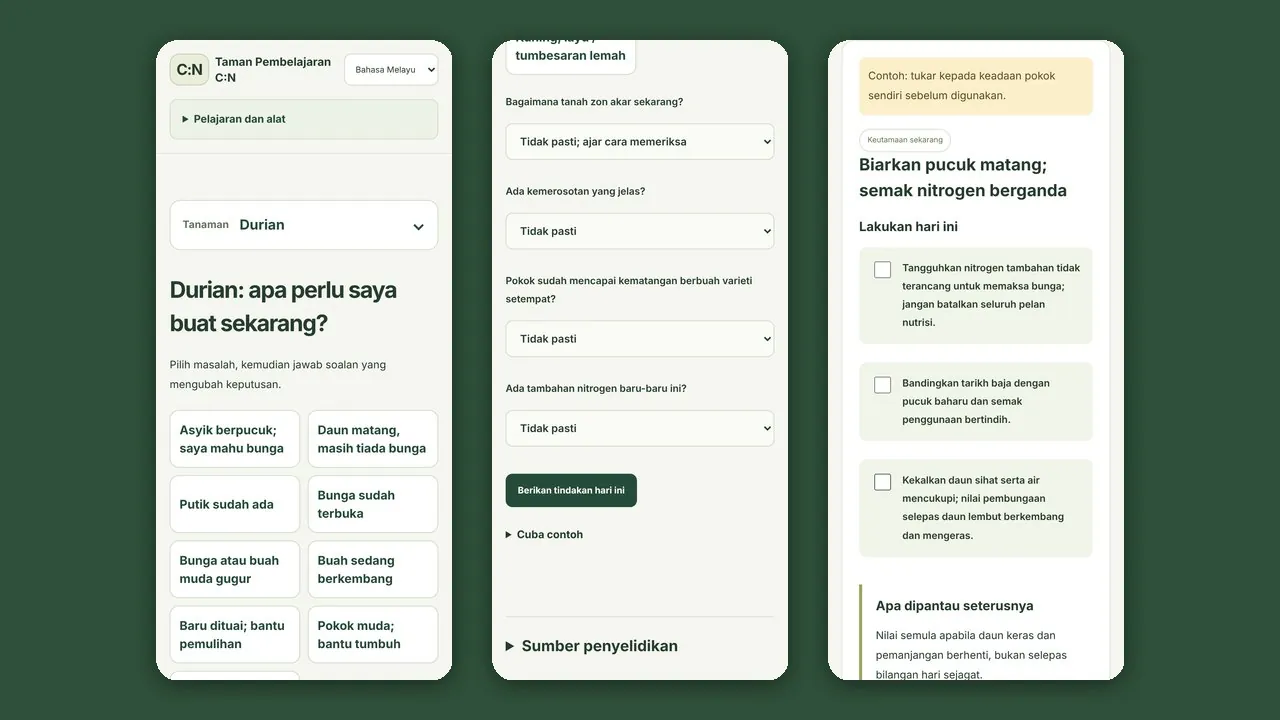 C:N
Taman Pembelajaran
C:N
Bahasa Melayu
Pelajaran dan alat
Tanaman Durian
Durian: apa perlu saya
buat sekarang?
Pilih masalah, kemudian jawab soalan yang
mengubah keputusan.
Asyik berpucuk;
saya mahu bunga
Daun matang,
masih tiada bunga
Putik sudah ada
Bunga sudah
terbuka
Bunga atau buah
muda gugur
Buah sedang
berkembang
Baru dituai; bantu
pemulihan
Pokok muda;
bantu tumbuh
tumbesaran lemah
Bagaimana tanah zon akar sekarang?
Tidak pasti; ajar cara memeriksa
Ada kemerosotan yang jelas?
Tidak pasti
Pokok sudah mencapai kematangan berbuah varieti
setempat?
Tidak pasti
Ada tambahan nitrogen baru-baru ini?
Tidak pasti
Berikan tindakan hari ini
Cuba contoh
Sumber penyelidikan
Contoh: tukar kepada keadaan pokok
sendiri sebelum digunakan.
Keutamaan sekarang
Biarkan pucuk matang;
semak nitrogen berganda
Lakukan hari ini
Tangguhkan nitrogen tambahan tidak
terancang untuk memaksa bunga;
jangan batalkan seluruh pelan
nutrisi.
Bandingkan tarikh baja dengan
pucuk baharu dan semak
penggunaan bertindih.
Kekalkan daun sihat serta air
mencukupi; nilai pembungaan
selepas daun lembut berkembang
dan mengeras.
Apa dipantau seterusnya
Nilai semula apabila daun keras dan
pemanjangan berhenti, bukan selepas
bilangan hari sejagat.